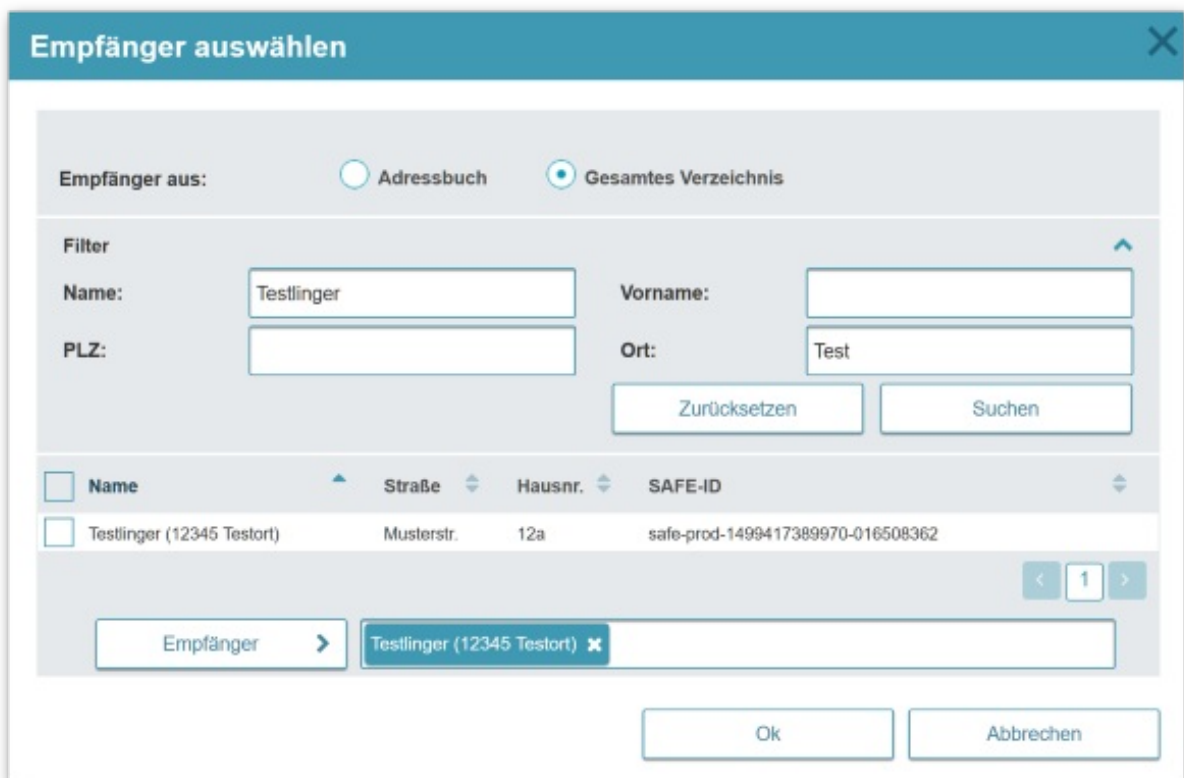 Empfänger auswählen
Empfänger aus: Adressbuch Gesamtes Verzeichnis
Filter
Name: Testlinger Vorname:
PLZ: Ort: Test
Zurücksetzen Suchen
Name Straße Hausnr. SAFE-ID
Testlinger (12345 Testort) Musterstr. 12a safe-prod-1499417389970-016508362
< 1 >
Empfänger > Testlinger (12345 Testort) ×
Ok Abbrechen